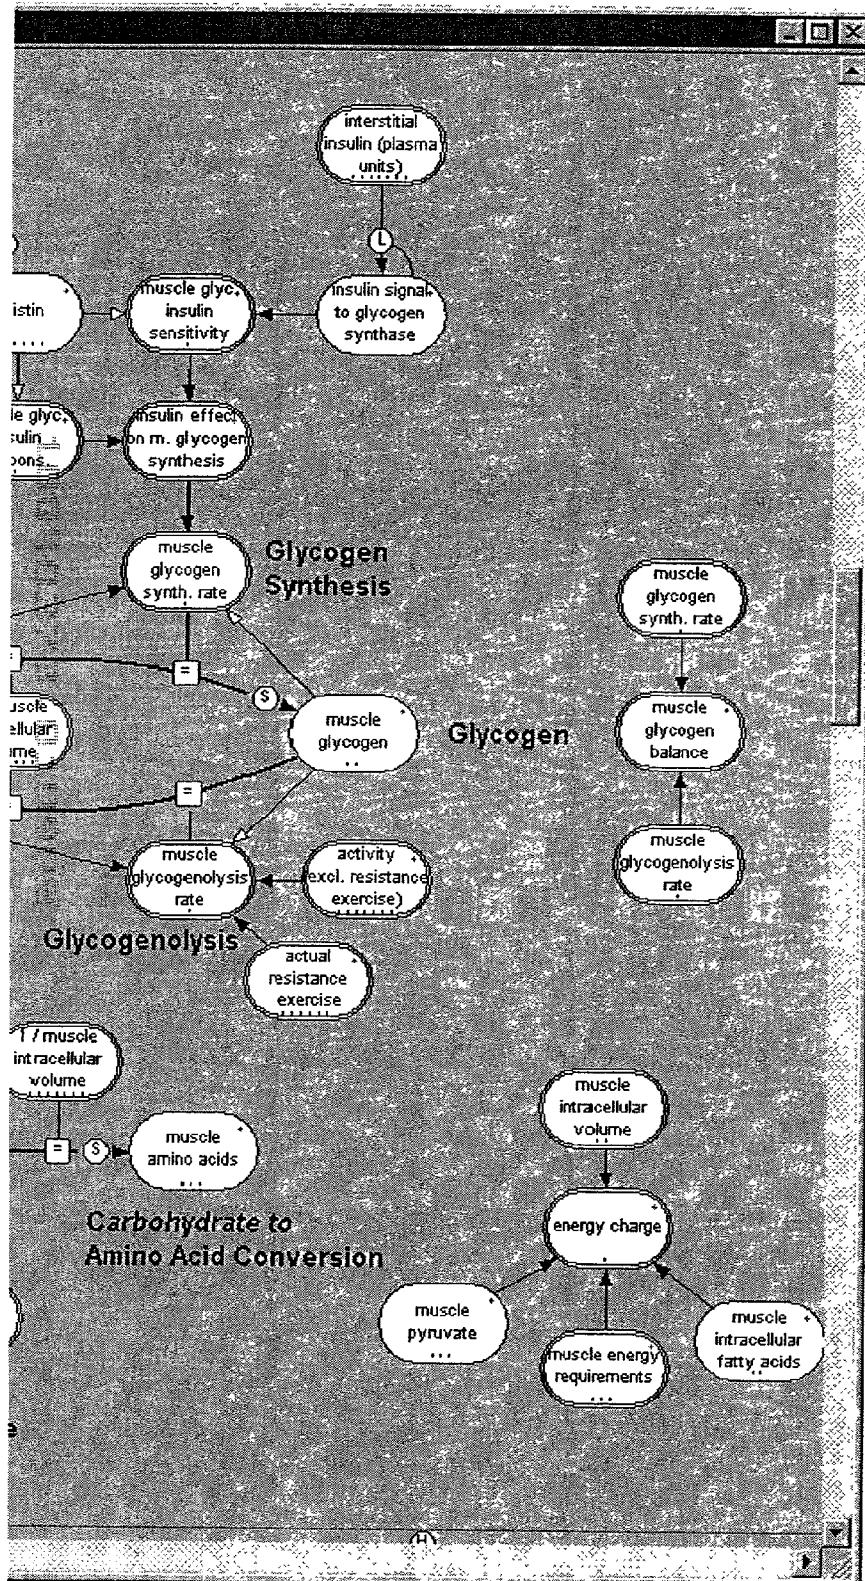 interstitial
insulin (plasma
units)
L
istin
muscle glyc.
insulin
sensitivity
insulin signal
to glycogen
synthase
insulin effect
on m. glycogen
synthesis
muscle
glycogen
synth. rate
Glycogen
Synthesis
muscle
glycogen
synth. rate
=
=
S
muscle
glycogen
Glycogen
muscle
glycogen
balance
=
=
muscle
glycogenolysis
rate
activity
(excl. resistance
exercise)
muscle
glycogenolysis
rate
Glycogenolysis
actual
resistance
exercise
1 / muscle
intracellular
volume
=
S
muscle
amino acids
Carbohydrate to
Amino Acid Conversion
muscle
intracellular
volume
energy charge
muscle
pyruvate
muscle energy
requirements
muscle
intracellular
fatty acids
H